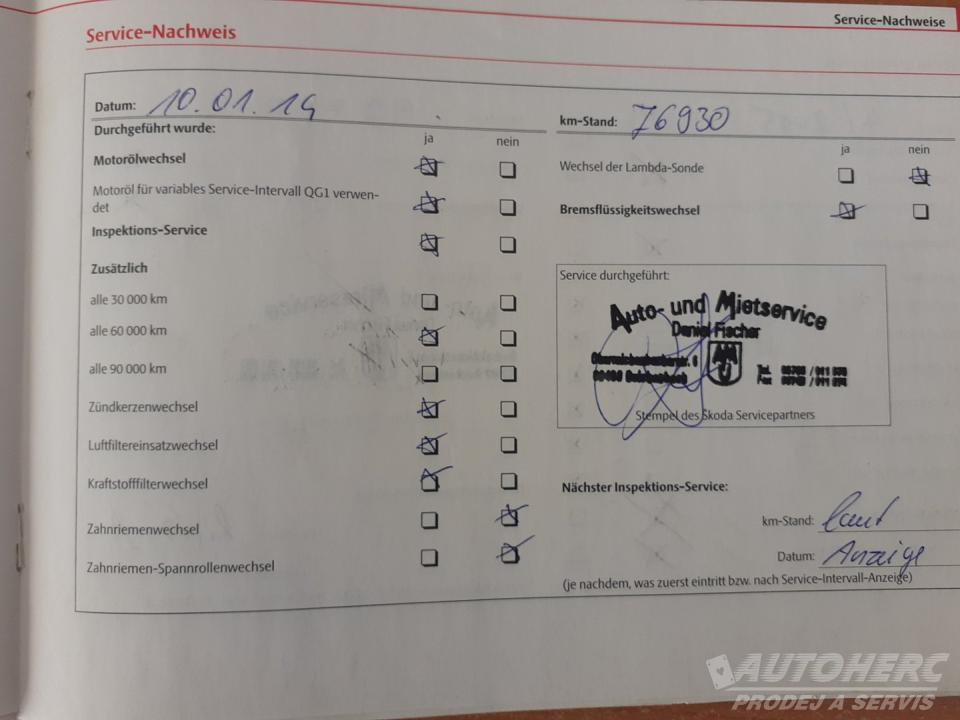 Service-Nachweise
Service-Nachweis
Datum: 10.01.14
Durchgeführt wurde:
ja nein
Motorölwechsel
Motoröl für variables Service-Intervall QG1 verwen-
det
Inspektions-Service
Zusätzlich
alle 30 000 km
alle 60 000 km
alle 90 000 km
Zündkerzenwechsel
Luftfiltereinsatzwechsel
Kraftstofffilterwechsel
Zahnriemenwechsel
Zahnriemen-Spannrollenwechsel
km-Stand: 76930
ja nein
Wechsel der Lambda-Sonde
Bremsflüssigkeitswechsel
Service durchgeführt:
Auto- und Mietservice
Daniel Fischer
Tel.
Fax
Stempel des Škoda Servicepartners
Nächster Inspektions-Service:
km-Stand: laut
Datum: Anzeige
(je nachdem, was zuerst eintritt bzw. nach Service-Intervall-Anzeige)
AUTOHERC
PRODEJ A SERVIS